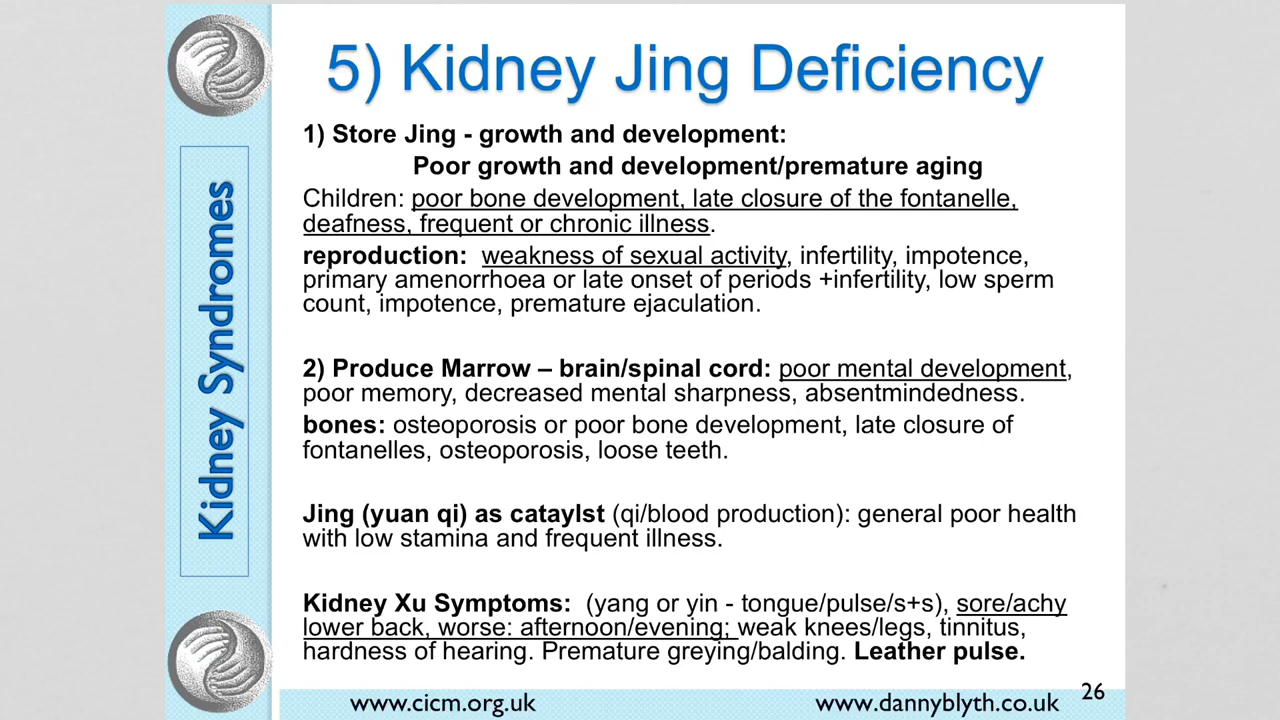 5) Kidney Jing Deficiency
Kidney Syndromes
1) Store Jing - growth and development:
Poor growth and development/premature aging
Children: poor bone development, late closure of the fontanelle,
deafness, frequent or chronic illness.
reproduction: weakness of sexual activity, infertility, impotence,
primary amenorrhoea or late onset of periods +infertility, low sperm
count, impotence, premature ejaculation.
2) Produce Marrow – brain/spinal cord: poor mental development,
poor memory, decreased mental sharpness, absentmindedness.
bones: osteoporosis or poor bone development, late closure of
fontanelles, osteoporosis, loose teeth.
Jing (yuan qi) as cataylst (qi/blood production): general poor health
with low stamina and frequent illness.
Kidney Xu Symptoms: (yang or yin - tongue/pulse/s+s), sore/achy
lower back, worse: afternoon/evening; weak knees/legs, tinnitus,
hardness of hearing. Premature greying/balding. Leather pulse.
www.cicm.org.uk
www.dannyblyth.co.uk
26